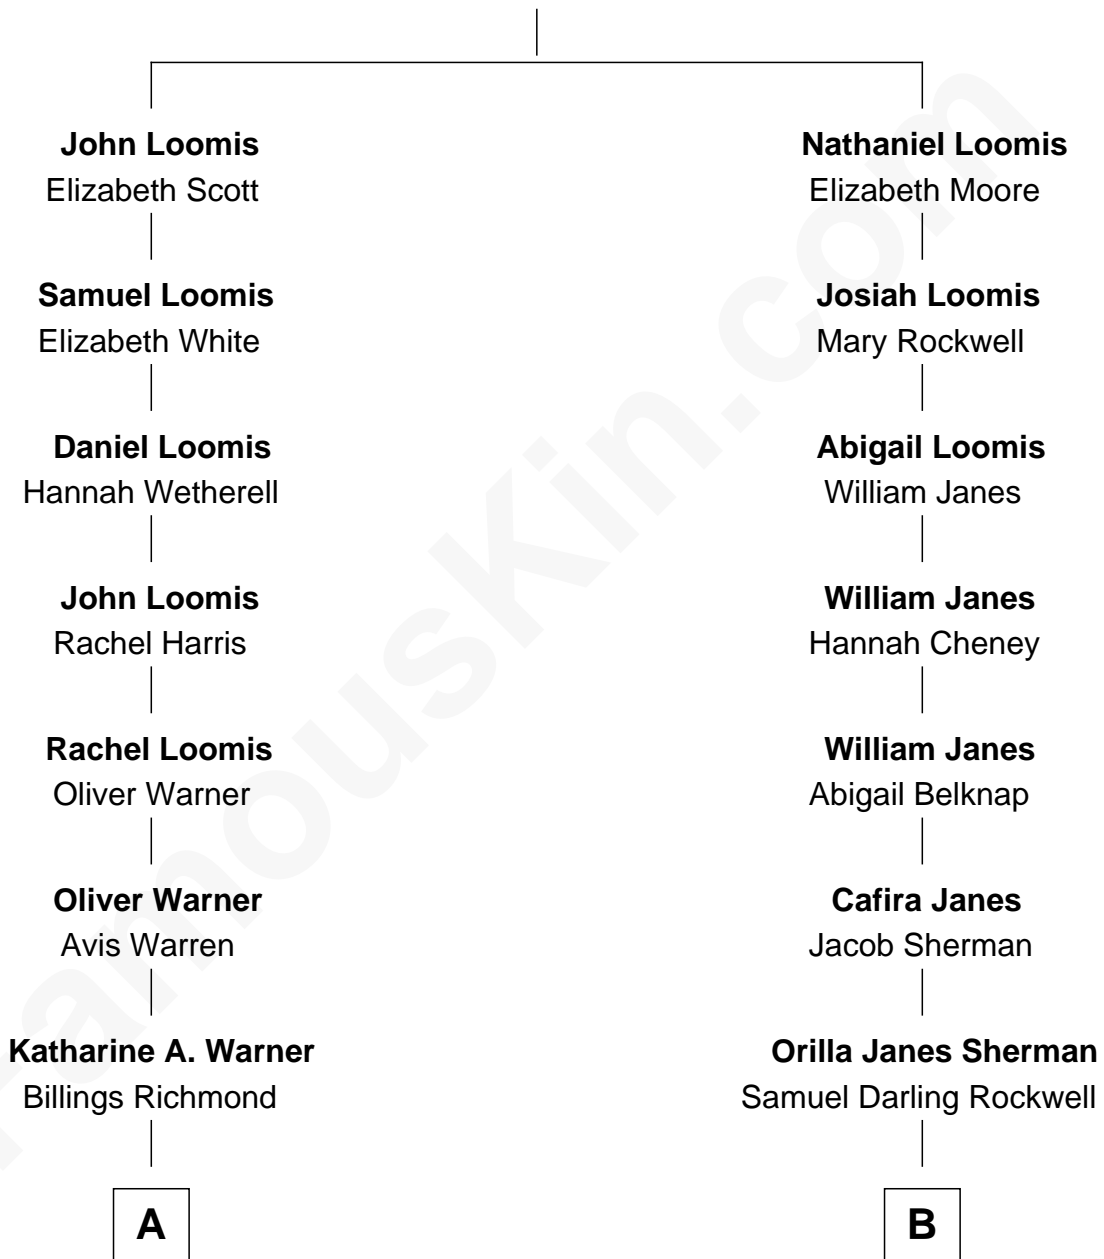 John Loomis
Elizabeth Scott
Samuel Loomis
Elizabeth White
Daniel Loomis
Hannah Wetherell
John Loomis
Rachel Harris
Rachel Loomis
Oliver Warner
Oliver Warner
Avis Warren
Katharine A. Warner
Billings Richmond
A
Nathaniel Loomis
Elizabeth Moore
Josiah Loomis
Mary Rockwell
Abigail Loomis
William Janes
William Janes
Hannah Cheney
William Janes
Abigail Belknap
Cafira Janes
Jacob Sherman
Orilla Janes Sherman
Samuel Darling Rockwell
B
FamousKin.com